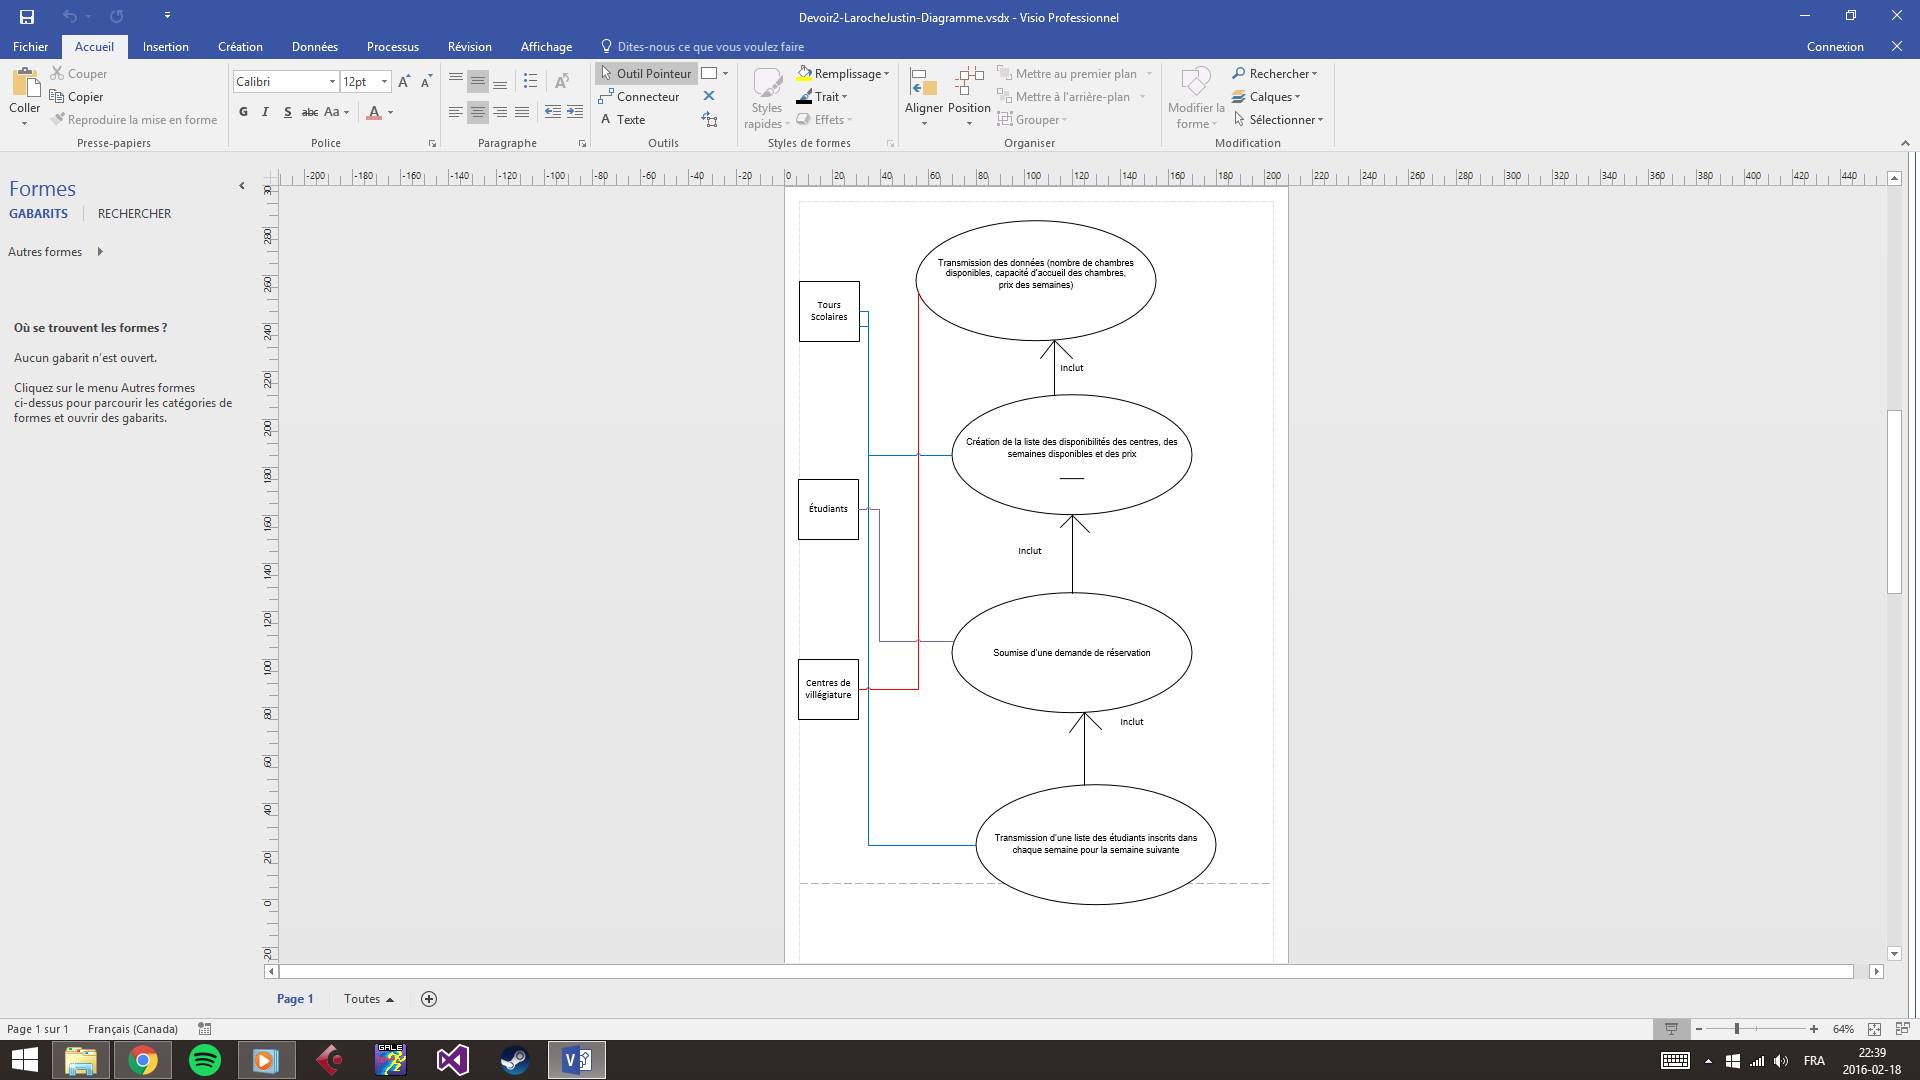 Devoir2-LarocheJustin-Diagramme.vsdx - Visio Professionnel
Fichier Accueil Insertion Création Données Processus Révision Affichage Dites-nous ce que vous voulez faire Connexion
Coller
Couper
Copier
Reproduire la mise en forme
Presse-papiers
Calibri 12pt
G I S abc Aa A
Police
Paragraphe
Outil Pointeur
Connecteur
A Texte
Outils
Styles
rapides
Remplissage
Trait
Effets
Styles de formes
Aligner
Position
Mettre au premier plan
Mettre à l'arrière-plan
Grouper
Organiser
Modifier la
forme
Rechercher
Calques
Sélectionner
Modification
Formes
GABARITS RECHERCHER
Autres formes
Où se trouvent les formes ?
Aucun gabarit n'est ouvert.
Cliquez sur le menu Autres formes
ci-dessus pour parcourir les catégories de
formes et ouvrir des gabarits.
-200 -180 -160 -140 -120 -100 -80 -60 -40 -20 0 20 40 60 80 100 120 140 160 180 200 220 240 260 280 300 320 340 360 380 400 420 440
280
260
240
220
200
180
160
140
120
100
80
60
40
20
0
-20
Transmission des données (nombre de chambres
disponibles, capacité d'accueil des chambres,
prix des semaines)
Tours
Scolaires
Inclut
Création de la liste des disponibilités des centres, des
semaines disponibles et des prix
Étudiants
Inclut
Soumise d'une demande de réservation
Centres de
villégiature
Inclut
Transmission d'une liste des étudiants inscrits dans
chaque semaine pour la semaine suivante
Page 1 Toutes
Page 1 sur 1 Français (Canada) 64%
GALE
FRA
22:39
2016-02-18